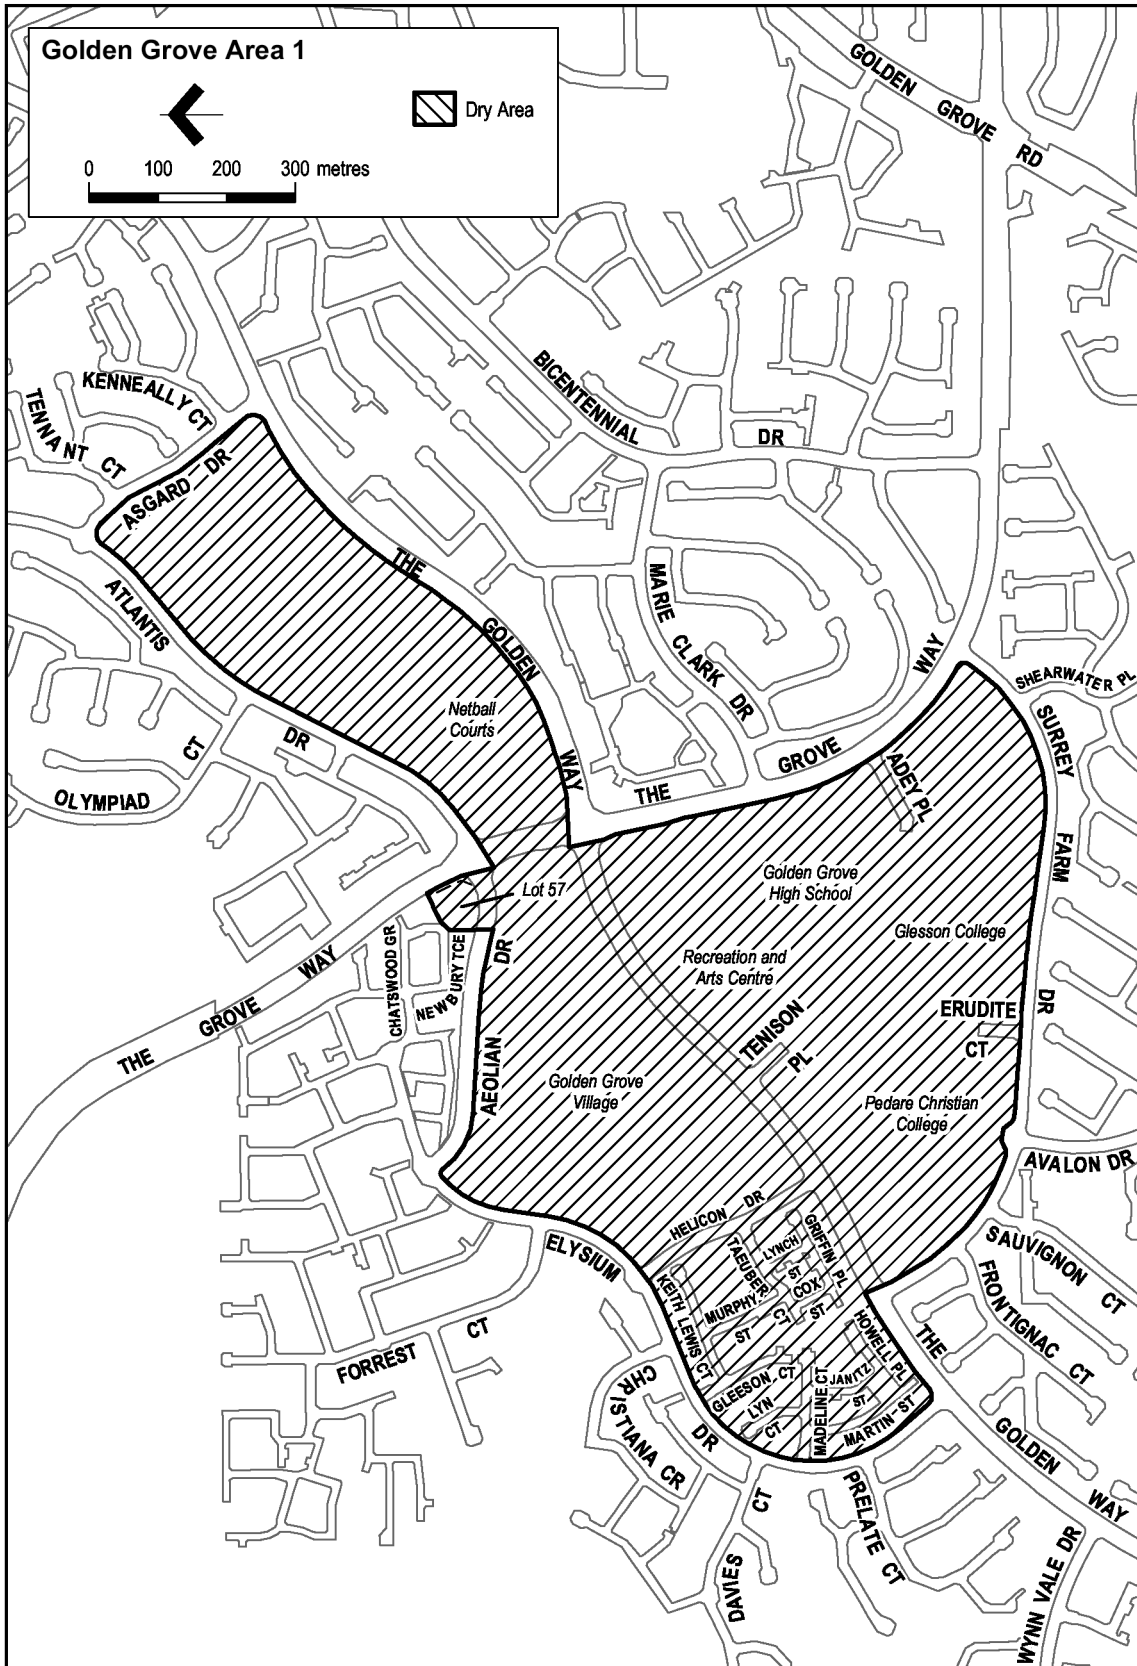 Golden Grove Area 1
Dry Area
0 100 200 300 metres
GOLDEN GROVE RD
KENNEALLY CT
TENNANT CT
ASGARD DR
BICENTENNIAL
DR
ATLANTIS
DR
THE
GOLDEN
WAY
MARIE CLARK DR
WAY
SHEARWATER PL
SURREY
FARM
DR
Netball
Courts
CT
OLYMPIAD
THE
GROVE
ADEY PL
Golden Grove
High School
Lot 57
Glesson College
WAY
GROVE
THE
CHATSWOOD GR
NEWBURY TCE
DR
AEOLIAN
Recreation and
Arts Centre
TENISON
PL
ERUDITE
CT
Golden Grove
Village
Pedare Christian
College
AVALON DR
HELICON DR
ELYSIUM
DR
GRIFFIN PL
LYNCH
ST
TAEUBER
CT
COX
ST
MURPHY
ST
KEITH LEWIS CT
HOWELL PL
GLEESON CT
LYN
CT
MADELINE CT
JANITZ
ST
MARTIN ST
SAUVIGNON CT
FRONTIGNAC CT
THE
GOLDEN
WAY
FORREST CT
CHRISTIANA CR
DAVIES CT
PRELATE CT
WYNN VALE DR